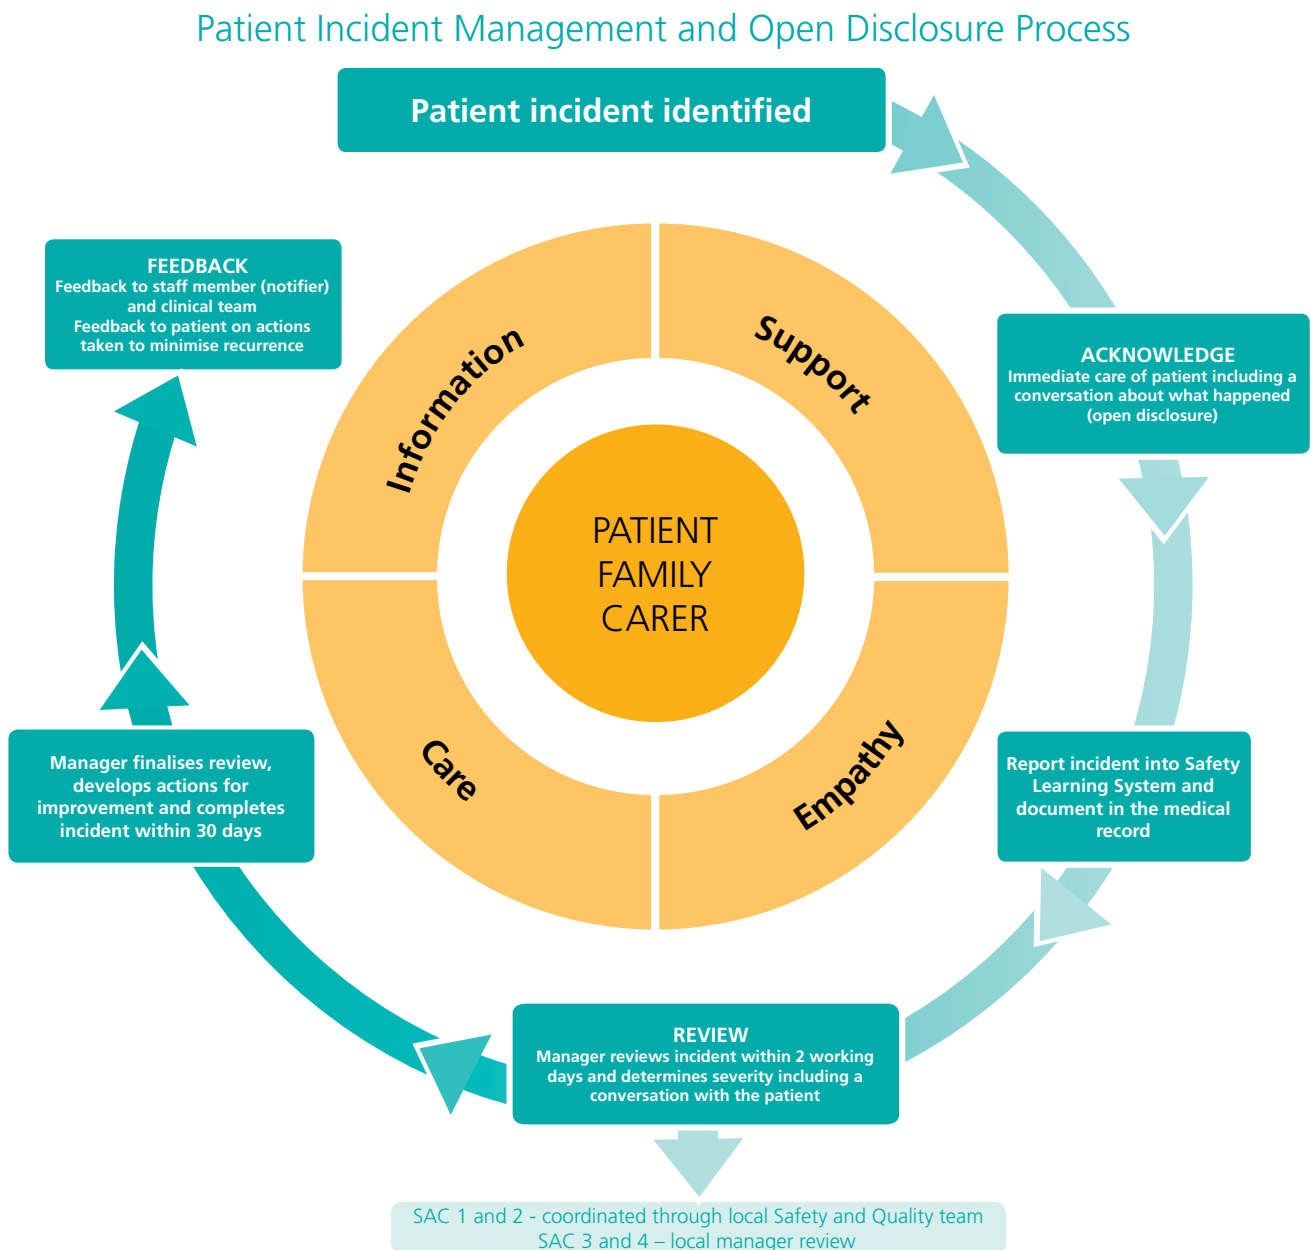 Patient Incident Management and Open Disclosure Process
Patient incident identified
ACKNOWLEDGE
Immediate care of patient including a
conversation about what happened
(open disclosure)
Report incident into Safety
Learning System and
document in the medical
record
REVIEW
Manager reviews incident within 2 working
days and determines severity including a
conversation with the patient
SAC 1 and 2 - coordinated through local Safety and Quality team
SAC 3 and 4 – local manager review
Manager finalises review,
develops actions for
improvement and completes
incident within 30 days
FEEDBACK
Feedback to staff member (notifier)
and clinical team
Feedback to patient on actions
taken to minimise recurrence
Information
Support
Empathy
Care
PATIENT
FAMILY
CARER